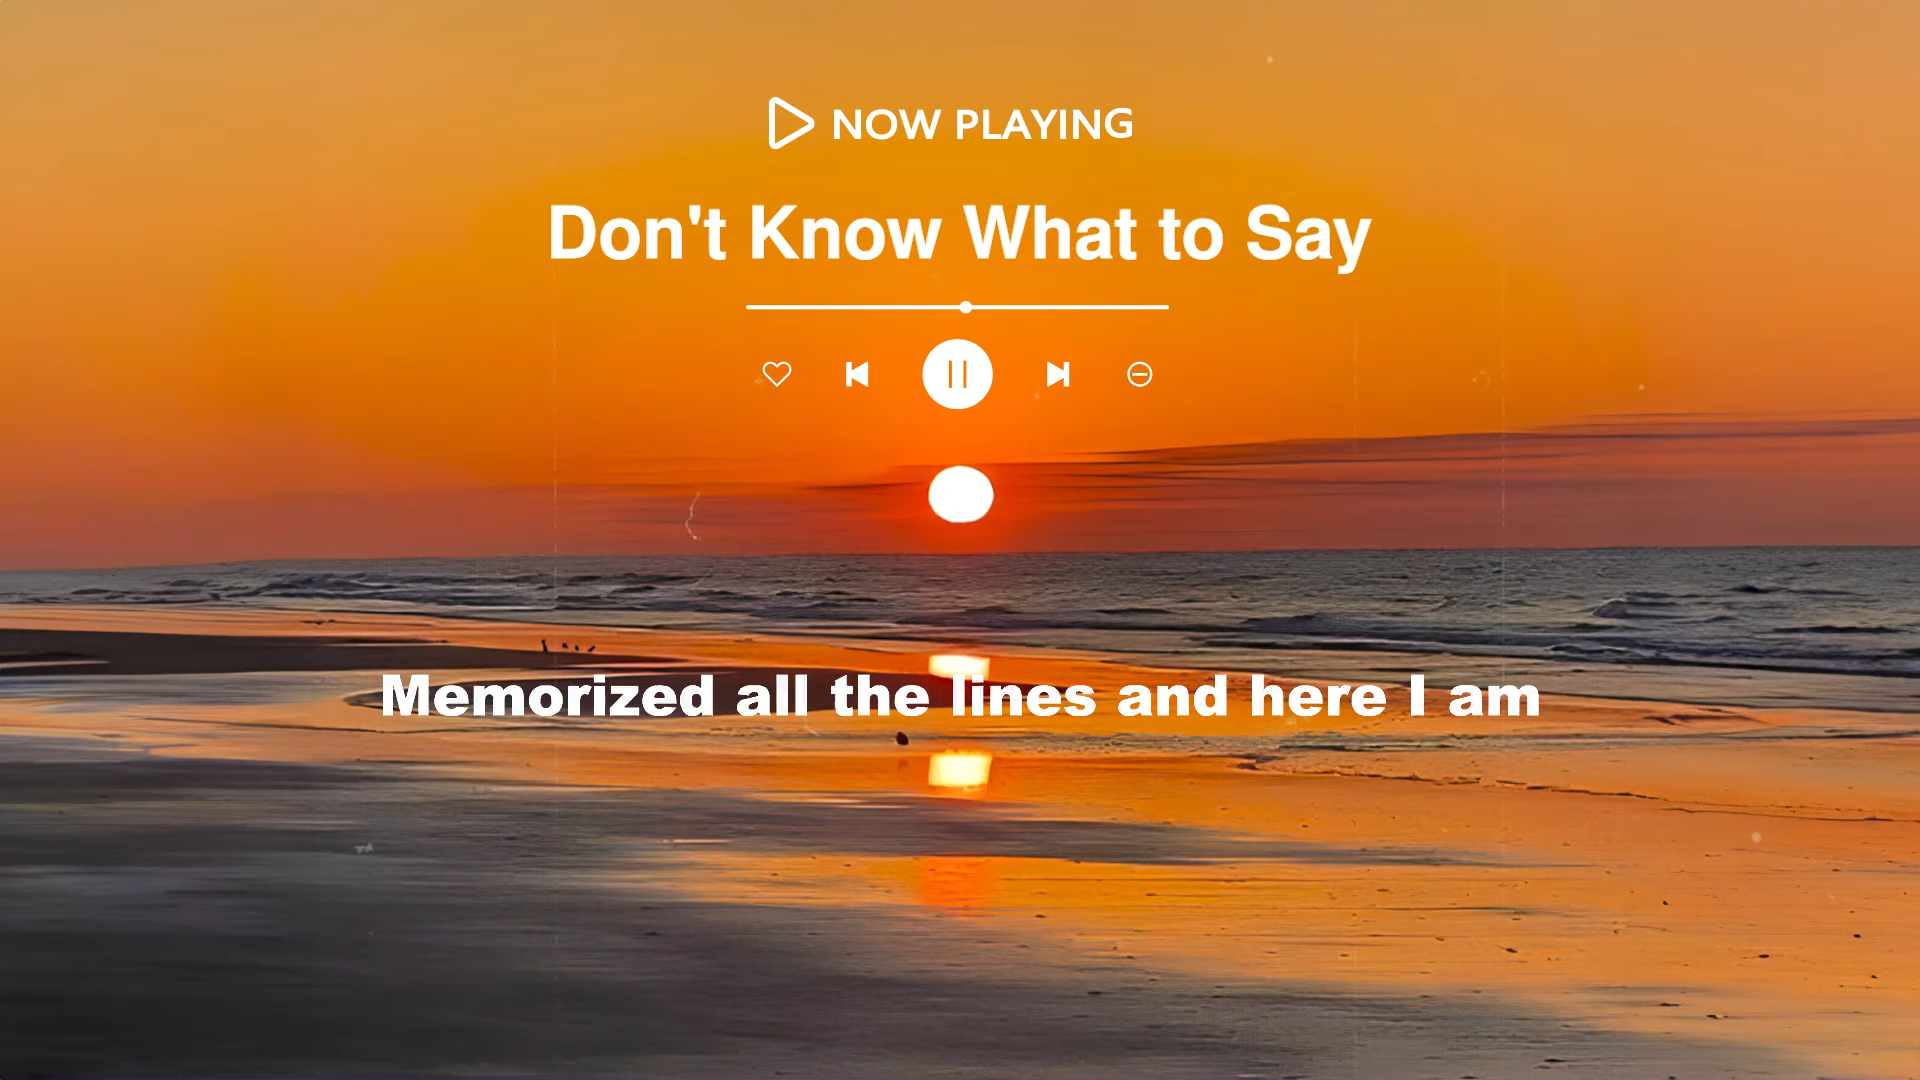 NOW PLAYING
Don't Know What to Say
Memorized all the lines and here I am